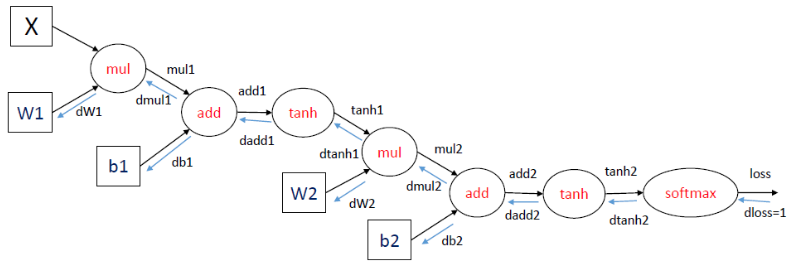 X
mul
mul1
W1
dW1
dmul1
add
add1
tanh
tanh1
b1
db1
dadd1
dtanh1
mul
mul2
W2
dW2
dmul2
add
add2
tanh
tanh2
softmax
loss
b2
db2
dadd2
dtanh2
dloss=1